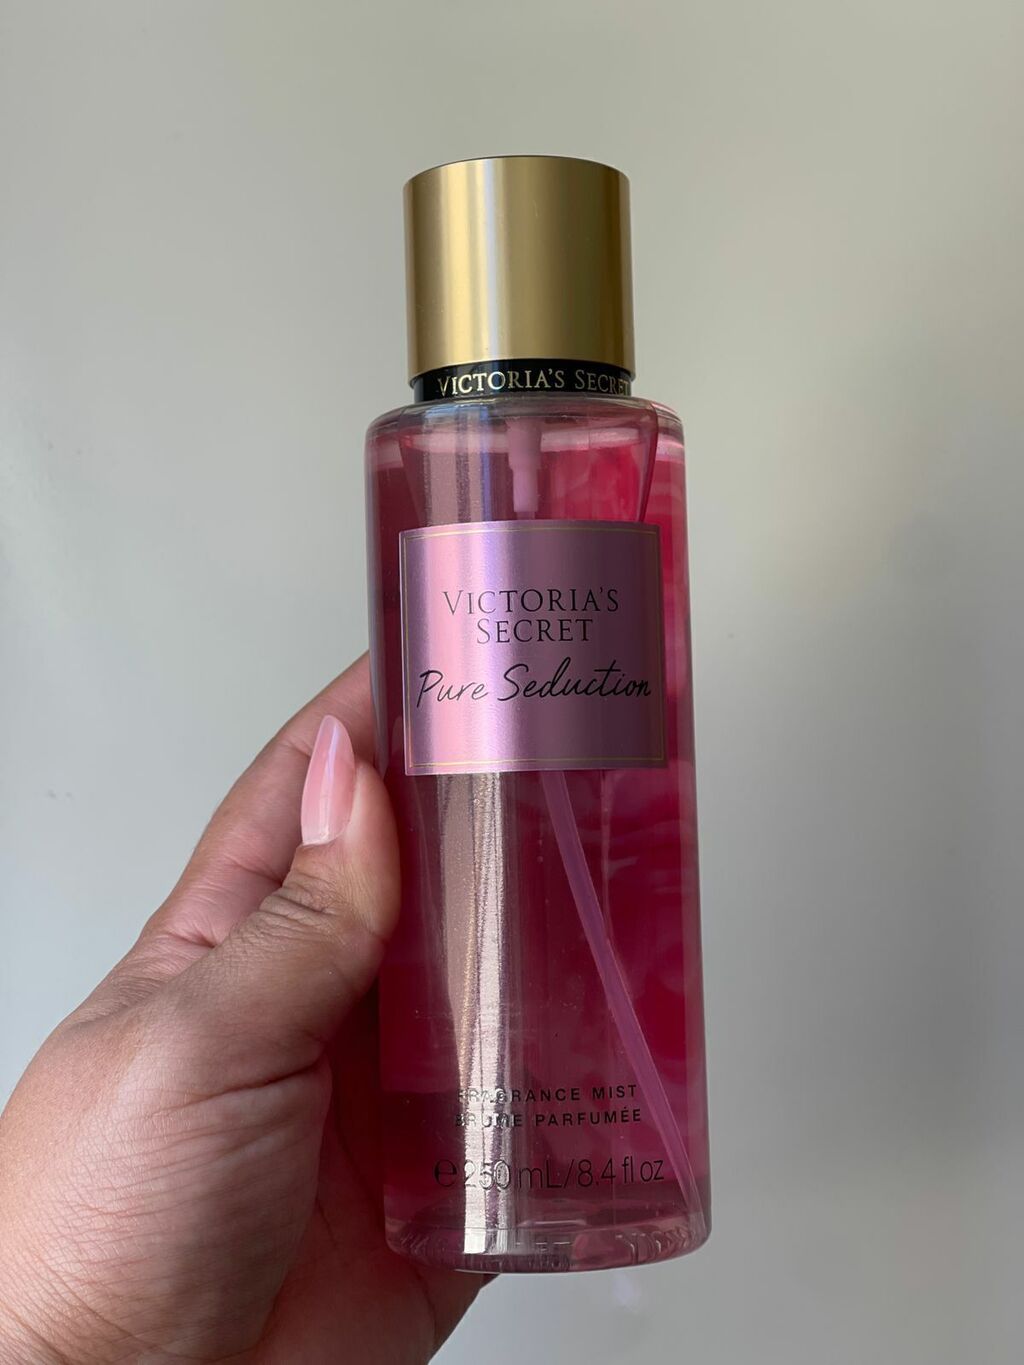 VICTORIA'S SECRET
VICTORIA'S
SECRET
Pure Seduction
FRAGRANCE MIST
BRUME PARFUMÉE
℮250 mL/8.4 fl oz